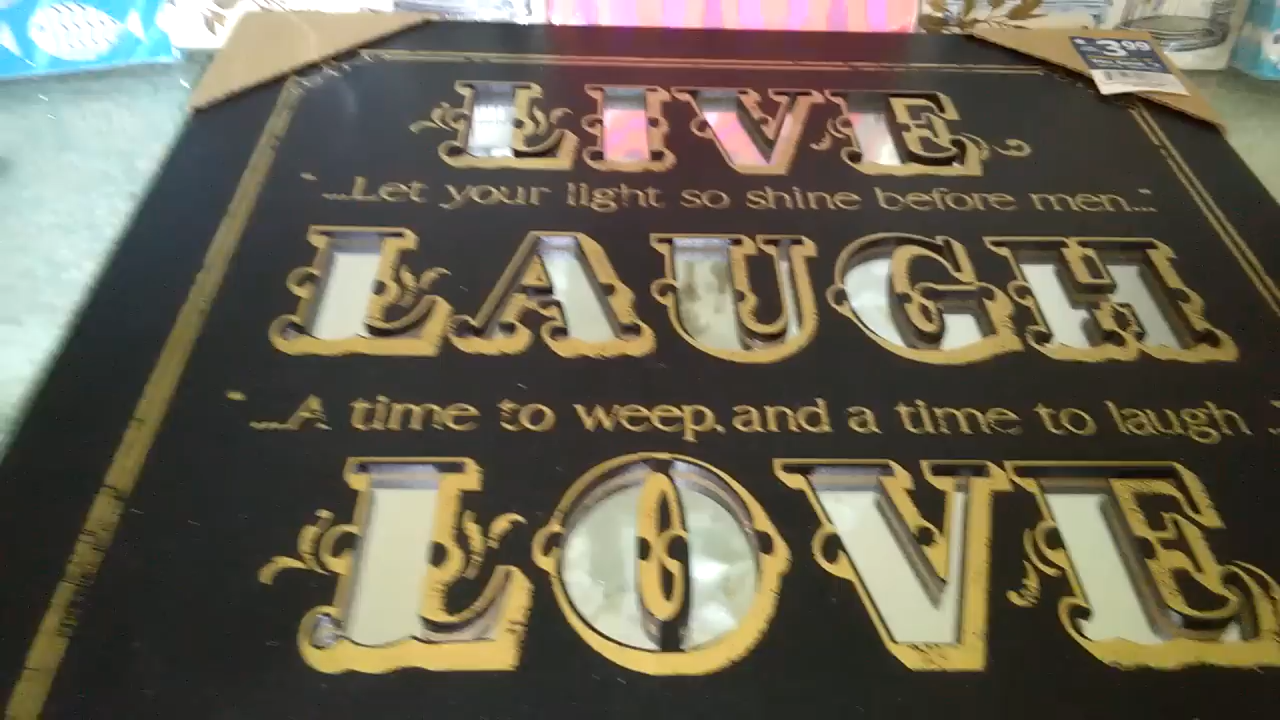 3.99
LIVE
"...Let your light so shine before men..."
LAUGH
"...A time to weep, and a time to laugh
LOVE